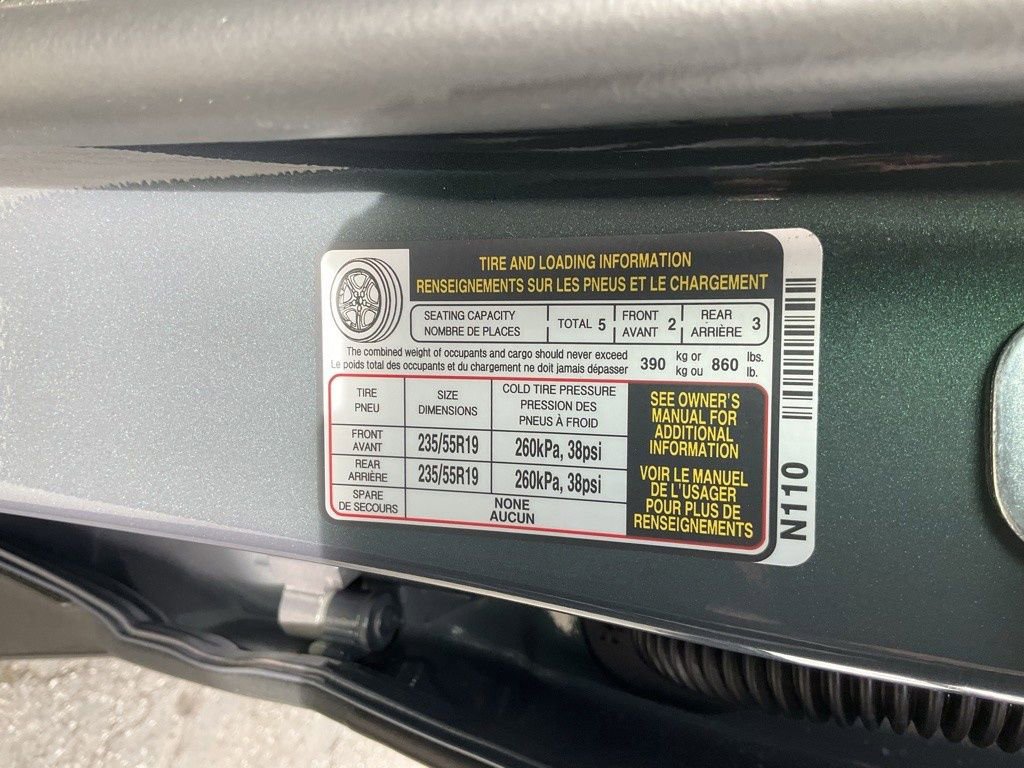 TIRE AND LOADING INFORMATION
RENSEIGNEMENTS SUR LES PNEUS ET LE CHARGEMENT
SEATING CAPACITY
NOMBRE DE PLACES
TOTAL 5
FRONT
AVANT 2
REAR
ARRIÈRE 3
The combined weight of occupants and cargo should never exceed
Le poids total des occupants et du chargement ne doit jamais dépasser
390 kg or
kg ou
860 lbs.
lb.
TIRE
PNEU
SIZE
DIMENSIONS
COLD TIRE PRESSURE
PRESSION DES
PNEUS À FROID
FRONT
AVANT
235/55R19
260kPa, 38psi
REAR
ARRIÈRE
235/55R19
260kPa, 38psi
SPARE
DE SECOURS
NONE
AUCUN
SEE OWNER'S
MANUAL FOR
ADDITIONAL
INFORMATION
VOIR LE MANUEL
DE L'USAGER
POUR PLUS DE
RENSEIGNEMENTS
N110